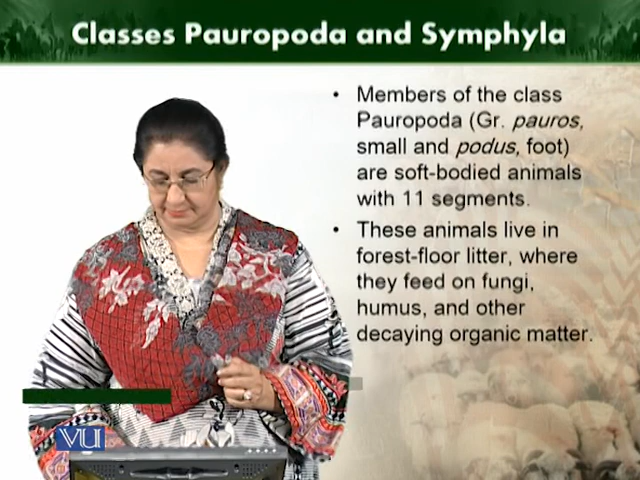 Classes Pauropoda and Symphyla
• Members of the class
Pauropoda (Gr. pauros,
small and podus, foot)
are soft-bodied animals
with 11 segments.
• These animals live in
forest-floor litter, where
they feed on fungi,
humus, and other
decaying organic matter.
VU